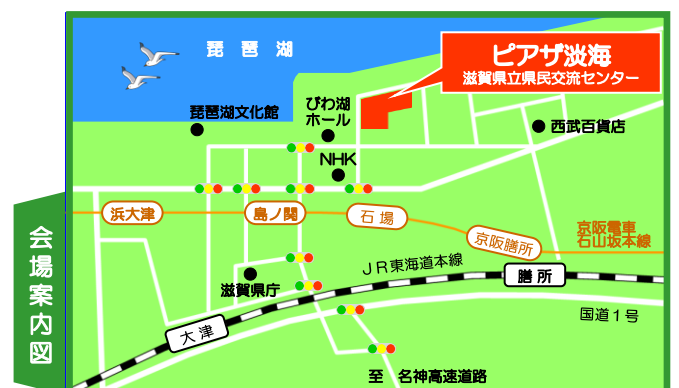 琵琶湖
ピアザ淡海
滋賀県立県民交流センター
琵琶湖文化館
びわ湖
ホール
西武百貨店
NHK
浜大津
島ノ関
石場
京阪膳所
京阪電車
石山坂本線
会場案内図
滋賀県庁
JR東海道本線
膳所
大津
国道1号
至 名神高速道路